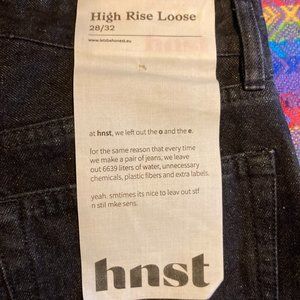 High Rise Loose
28/32
www.letsbehonest.eu
at hnst, we left out the o and the e.
for the same reason that every time
we make a pair of jeans, we leave
out 6639 liters of water, unnecessary
chemicals, plastic fibers and extra labels.
yeah. smtimes its nice to leav out stf
n stil mke sens.
hnst